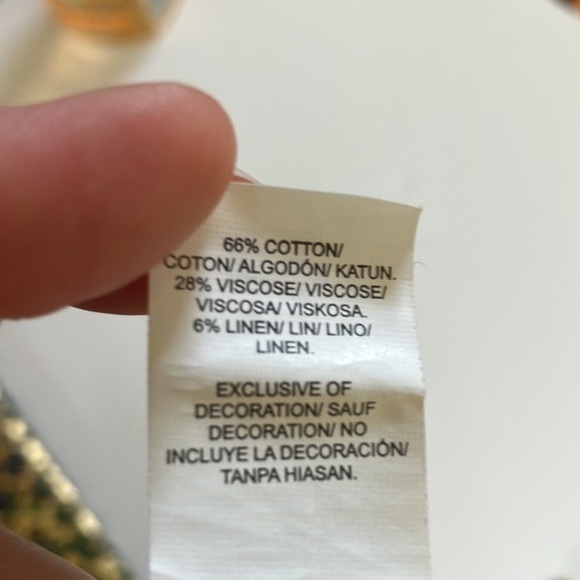 66% COTTON/
COTON/ ALGODÓN/ KATUN.
28% VISCOSE/ VISCOSE/
VISCOSA/ VISKOSA.
6% LINEN/ LIN/ LINO/
LINEN.
EXCLUSIVE OF
DECORATION/ SAUF
DECORATION/ NO
INCLUYE LA DECORACIÓN/
TANPA HIASAN.